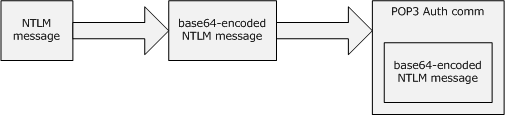 NTLM
message
base64-encoded
NTLM message
POP3 Auth comm
base64-encoded
NTLM message